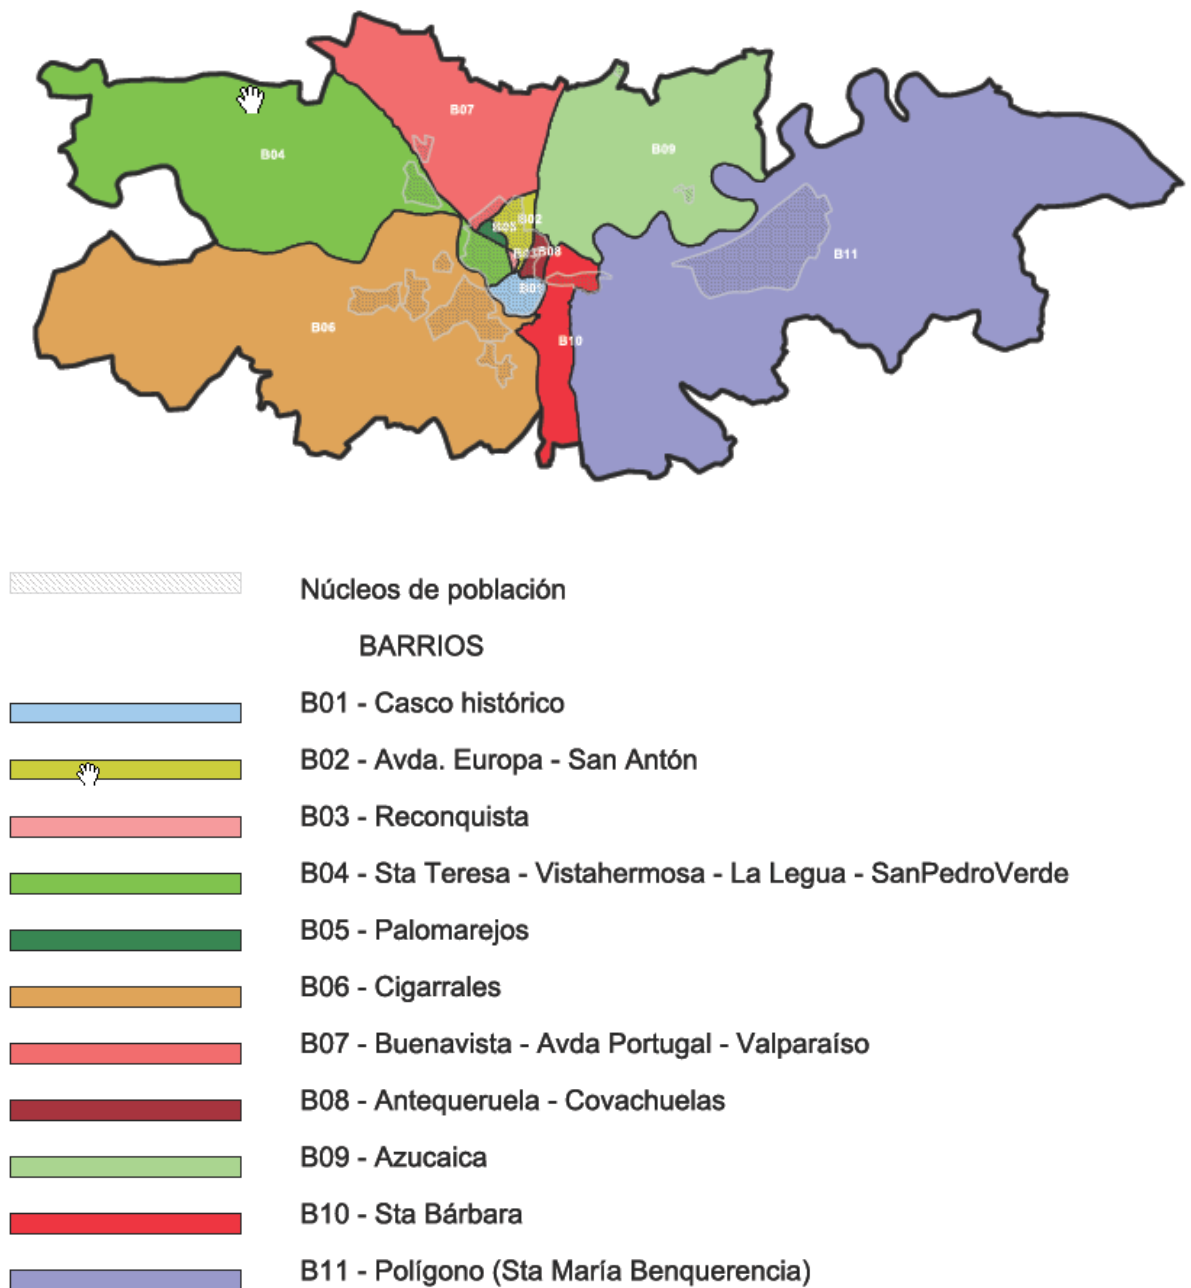 B07
B04
B09
B02
B08
B11
B06
B10
Núcleos de población
BARRIOS
B01 - Casco histórico
B02 - Avda. Europa - San Antón
B03 - Reconquista
B04 - Sta Teresa - Vistahermosa - La Legua - SanPedroVerde
B05 - Palomarejos
B06 - Cigarrales
B07 - Buenavista - Avda Portugal - Valparaíso
B08 - Antequeruela - Covachuelas
B09 - Azucaica
B10 - Sta Bárbara
B11 - Polígono (Sta María Benquerencia)